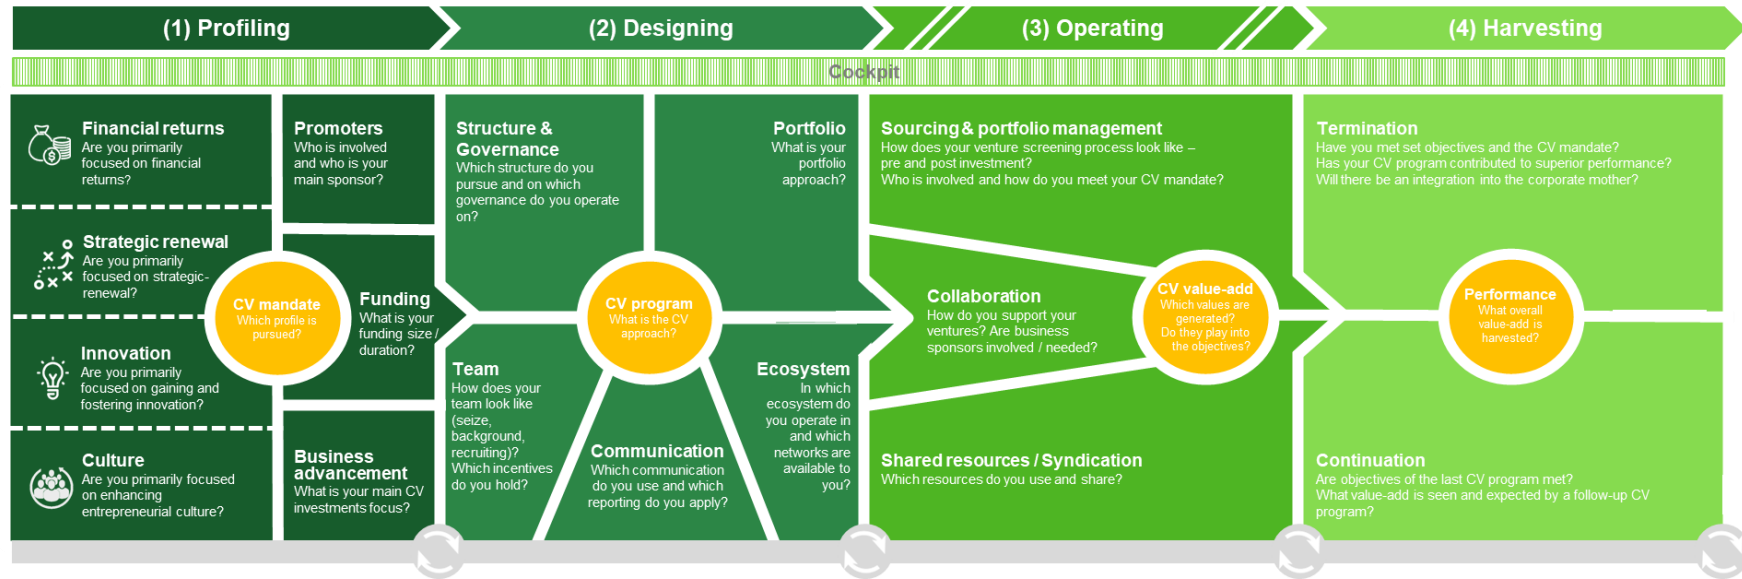 (1) Profiling
(2) Designing
(3) Operating
(4) Harvesting
Cockpit
Financial returns
Are you primarily
focused on financial
returns?
Strategic renewal
Are you primarily
focused on strategic-
renewal?
Innovation
Are you primarily
focused on gaining and
fostering innovation?
Culture
Are you primarily focused
on enhancing
entrepreneurial culture?
CV mandate
Which profile is
pursued?
Promoters
Who is involved
and who is your
main sponsor?
Funding
What is your
funding size /
duration?
Business
advancement
What is your main CV
investments focus?
Structure &
Governance
Which structure do you
pursue and on which
governance do you operate
on?
Portfolio
What is your
portfolio
approach?
CV program
What is the CV
approach?
Team
How does your
team look like
(seize,
background,
recruiting)?
Which incentives
do you hold?
Communication
Which communication
do you use and which
reporting do you apply?
Ecosystem
In which
ecosystem do
you operate in
and which
networks are
available to
you?
Sourcing & portfolio management
How does your venture screening process look like –
pre and post investment?
Who is involved and how do you meet your CV mandate?
Collaboration
How do you support your
ventures? Are business
sponsors involved / needed?
CV value-add
Which values are
generated?
Do they play into
the objectives?
Shared resources / Syndication
Which resources do you use and share?
Termination
Have you met set objectives and the CV mandate?
Has your CV program contributed to superior performance?
Will there be an integration into the corporate mother?
Performance
What overall
value-add is
harvested?
Continuation
Are objectives of the last CV program met?
What value-add is seen and expected by a follow-up CV
program?